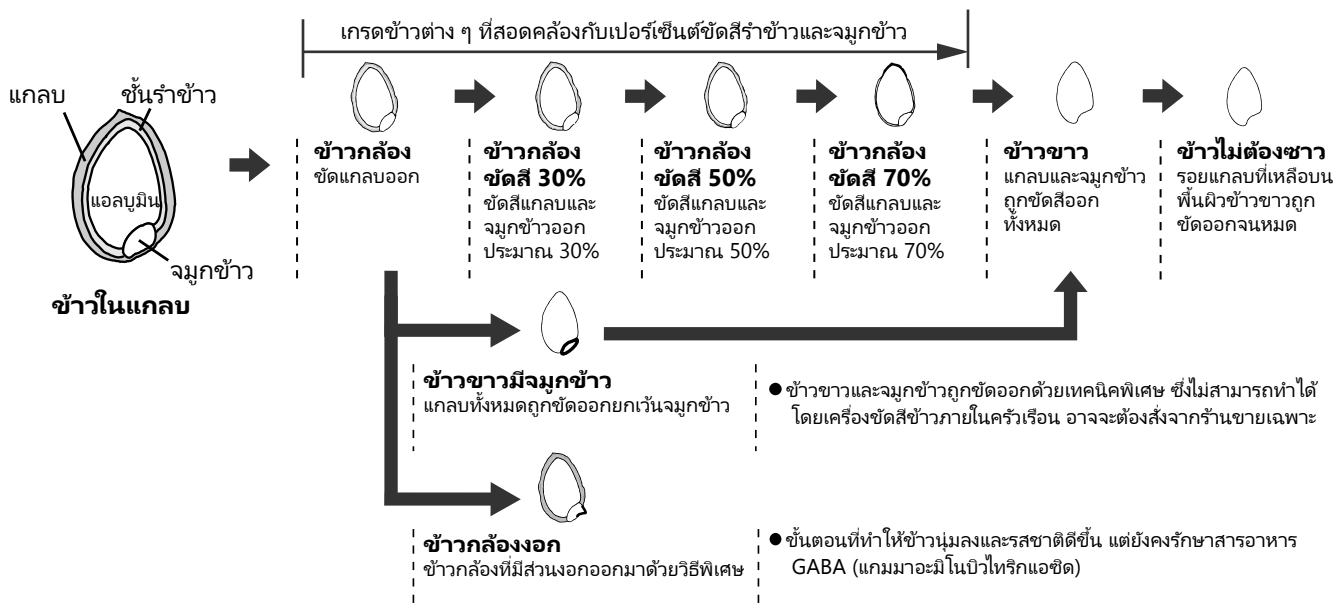 เกรดข้าวต่าง ๆ ที่สอดคล้องกับเปอร์เซ็นต์ขัดสีรำข้าวและจมูกข้าว
แกลบ
ชั้นรำข้าว
แอลบูมิน
จมูกข้าว
ข้าวในแกลบ
ข้าวกล้อง
ขัดแกลบออก
ข้าวกล้อง
ขัดสี 30%
ขัดสีแกลบและ
จมูกข้าวออก
ประมาณ 30%
ข้าวกล้อง
ขัดสี 50%
ขัดสีแกลบและ
จมูกข้าวออก
ประมาณ 50%
ข้าวกล้อง
ขัดสี 70%
ขัดสีแกลบและ
จมูกข้าวออก
ประมาณ 70%
ข้าวขาว
แกลบและจมูกข้าว
ถูกขัดสีออก
ทั้งหมด
ข้าวไม่ต้องซาว
รอยแกลบที่เหลือบน
พื้นผิวข้าวขาวถูก
ขัดออกจนหมด
ข้าวขาวมีจมูกข้าว
แกลบทั้งหมดถูกขัดออกยกเว้นจมูกข้าว
● ข้าวขาวและจมูกข้าวถูกขัดออกด้วยเทคนิคพิเศษ ซึ่งไม่สามารถทำได้
โดยเครื่องขัดสีข้าวภายในครัวเรือน อาจจะต้องสั่งจากร้านขายเฉพาะ
ข้าวกล้องงอก
ข้าวกล้องที่มีส่วนงอกออกมาด้วยวิธีพิเศษ
● ขั้นตอนที่ทำให้ข้าวนุ่มลงและรสชาติดีขึ้น แต่ยังคงรักษาสารอาหาร
GABA (แกมมาอะมิโนบิวไทริกแอซิด)